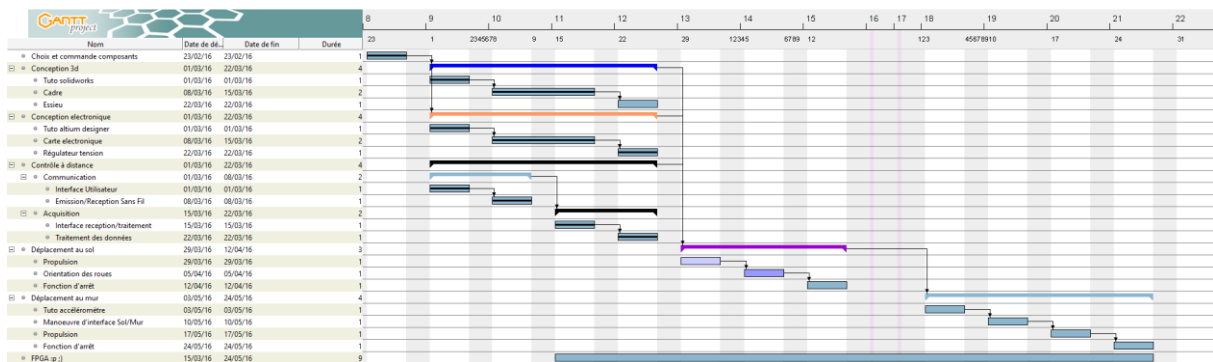 GANTT project
8 9 10 11 12 13 14 15 16 17 18 19 20 21 22
Nom Date de dé... Date de fin Durée
23 1 2345678 9 15 22 29 12345 6789 12 123 45678910 17 24 31
Choix et commande composants 23/02/16 23/02/16 1
Conception 3d 01/03/16 22/03/16 4
Tuto solidworks 01/03/16 01/03/16 1
Cadre 08/03/16 15/03/16 2
Essieu 22/03/16 22/03/16 1
Conception electronique 01/03/16 22/03/16 4
Tuto altium designer 01/03/16 01/03/16 1
Carte electronique 08/03/16 15/03/16 2
Régulateur tension 22/03/16 22/03/16 1
Contrôle à distance 01/03/16 22/03/16 4
Communication 01/03/16 08/03/16 2
Interface Utilisateur 01/03/16 01/03/16 1
Emission/Reception Sans Fil 08/03/16 08/03/16 1
Acquisition 15/03/16 22/03/16 2
Interface reception/traitement 15/03/16 15/03/16 1
Traitement des données 22/03/16 22/03/16 1
Déplacement au sol 29/03/16 12/04/16 3
Propulsion 29/03/16 29/03/16 1
Orientation des roues 05/04/16 05/04/16 1
Fonction d'arrêt 12/04/16 12/04/16 1
Déplacement au mur 03/05/16 24/05/16 4
Tuto accéléromètre 03/05/16 03/05/16 1
Manoeuvre d'interface Sol/Mur 10/05/16 10/05/16 1
Propulsion 17/05/16 17/05/16 1
Fonction d'arrêt 24/05/16 24/05/16 1
FPGA :p ;) 15/03/16 24/05/16 9